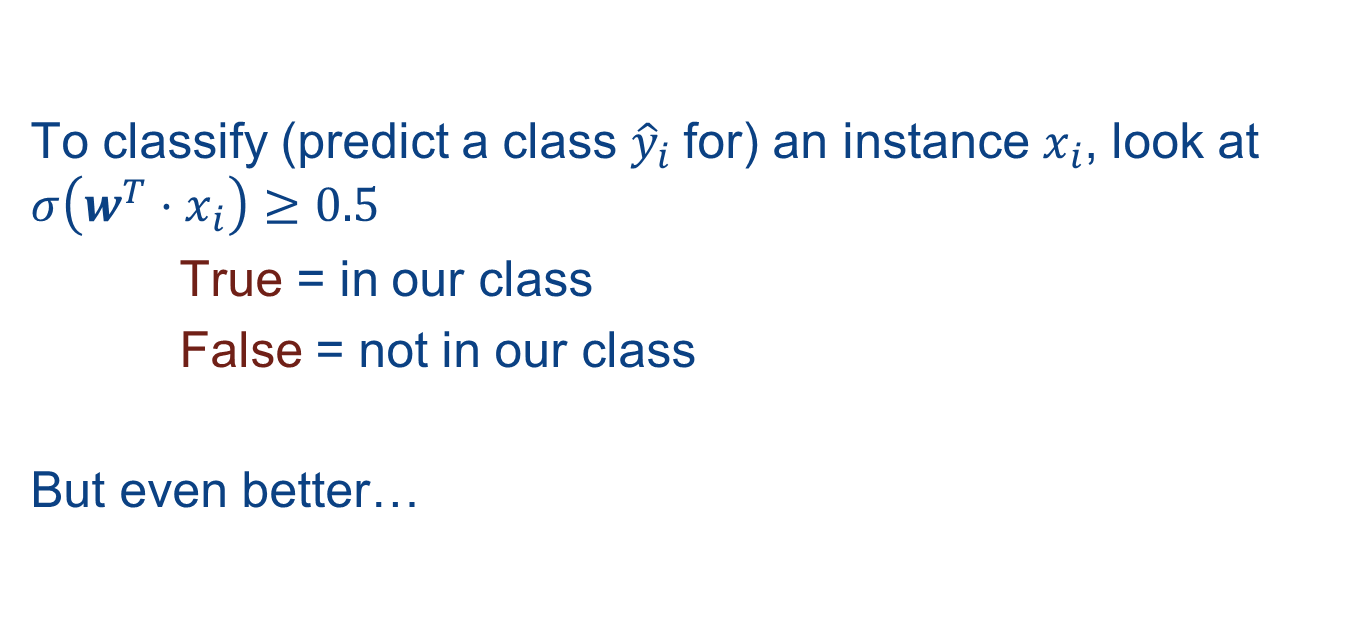 To classify (predict a class ŷᵢ for) an instance xᵢ, look at
σ(wᵀ · xᵢ) ≥ 0.5
True = in our class
False = not in our class
But even better…